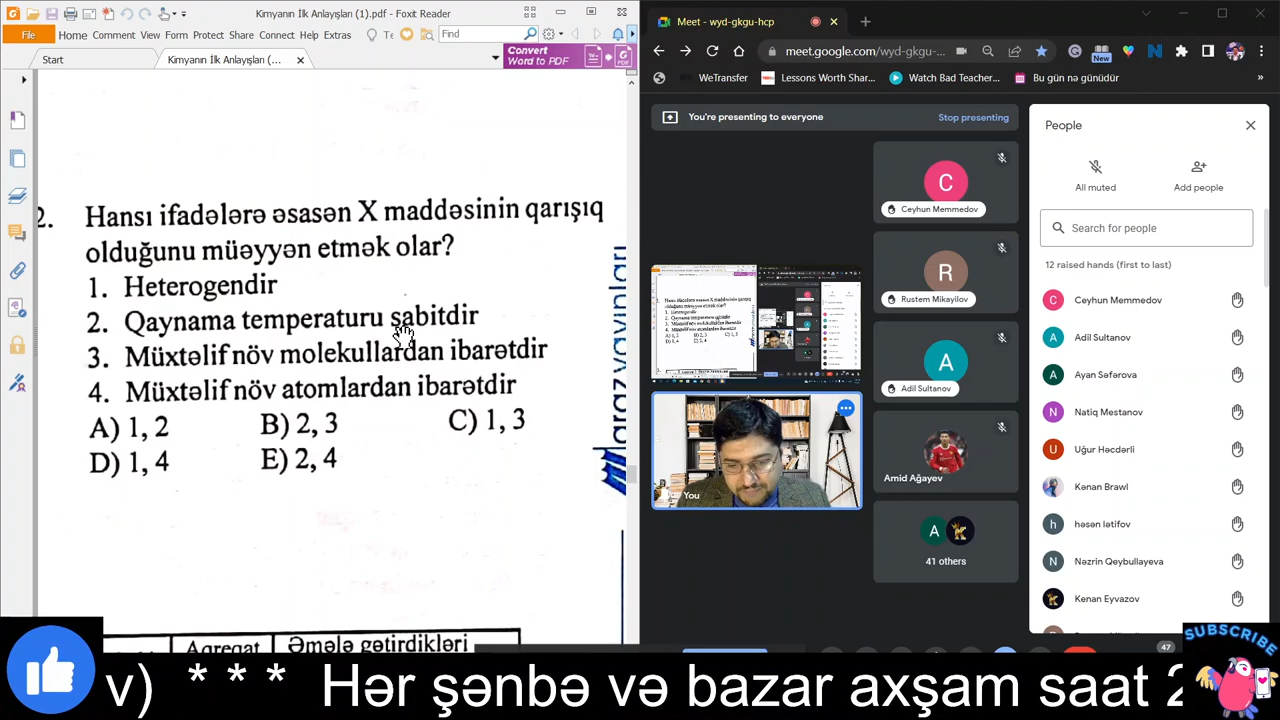 Kimyanın İlk Anlayışları (1).pdf - Foxit Reader
File Home Comment View Form Protect Share Connect Help Extras Te Find
Start
Kimyanın İlk Anlayışları (...
Convert
Word to PDF
2. Hansı ifadələrə əsasən X maddəsinin qarışıq
olduğunu müəyyən etmək olar?
1. Heterogendir
2. Qaynama temperaturu sabitdir
3. Müxtəlif növ molekullardan ibarətdir
4. Müxtəlif növ atomlardan ibarətdir
A) 1, 2 B) 2, 3 C) 1, 3
D) 1, 4 E) 2, 4
Aqreqat
Əmələ gətirdikləri
Meet - wyd-gkgu-hcp
meet.google.com/wyd-gkgu-...
New
WeTransfer
Lessons Worth Shar...
Watch Bad Teacher...
Bu gün nə günüdür
You're presenting to everyone
Stop presenting
C
Ceyhun Memmedov
R
Rustem Mikayilov
A
Adil Sultanov
Amid Ağayev
A
41 others
You
People
All muted
Add people
Search for people
12 raised hands (first to last)
C Ceyhun Memmedov
A Adil Sultanov
A Ayan Səfərova
N Natiq Mestanov
U Uğur Həcdərli
Kənan Brawl
h həsən lətifov
N Nəzrin Qeybullayeva
Kenan Eyvazov
47
SUBSCRIBE
v) * * * Hər şənbə və bazar axşam saat 2